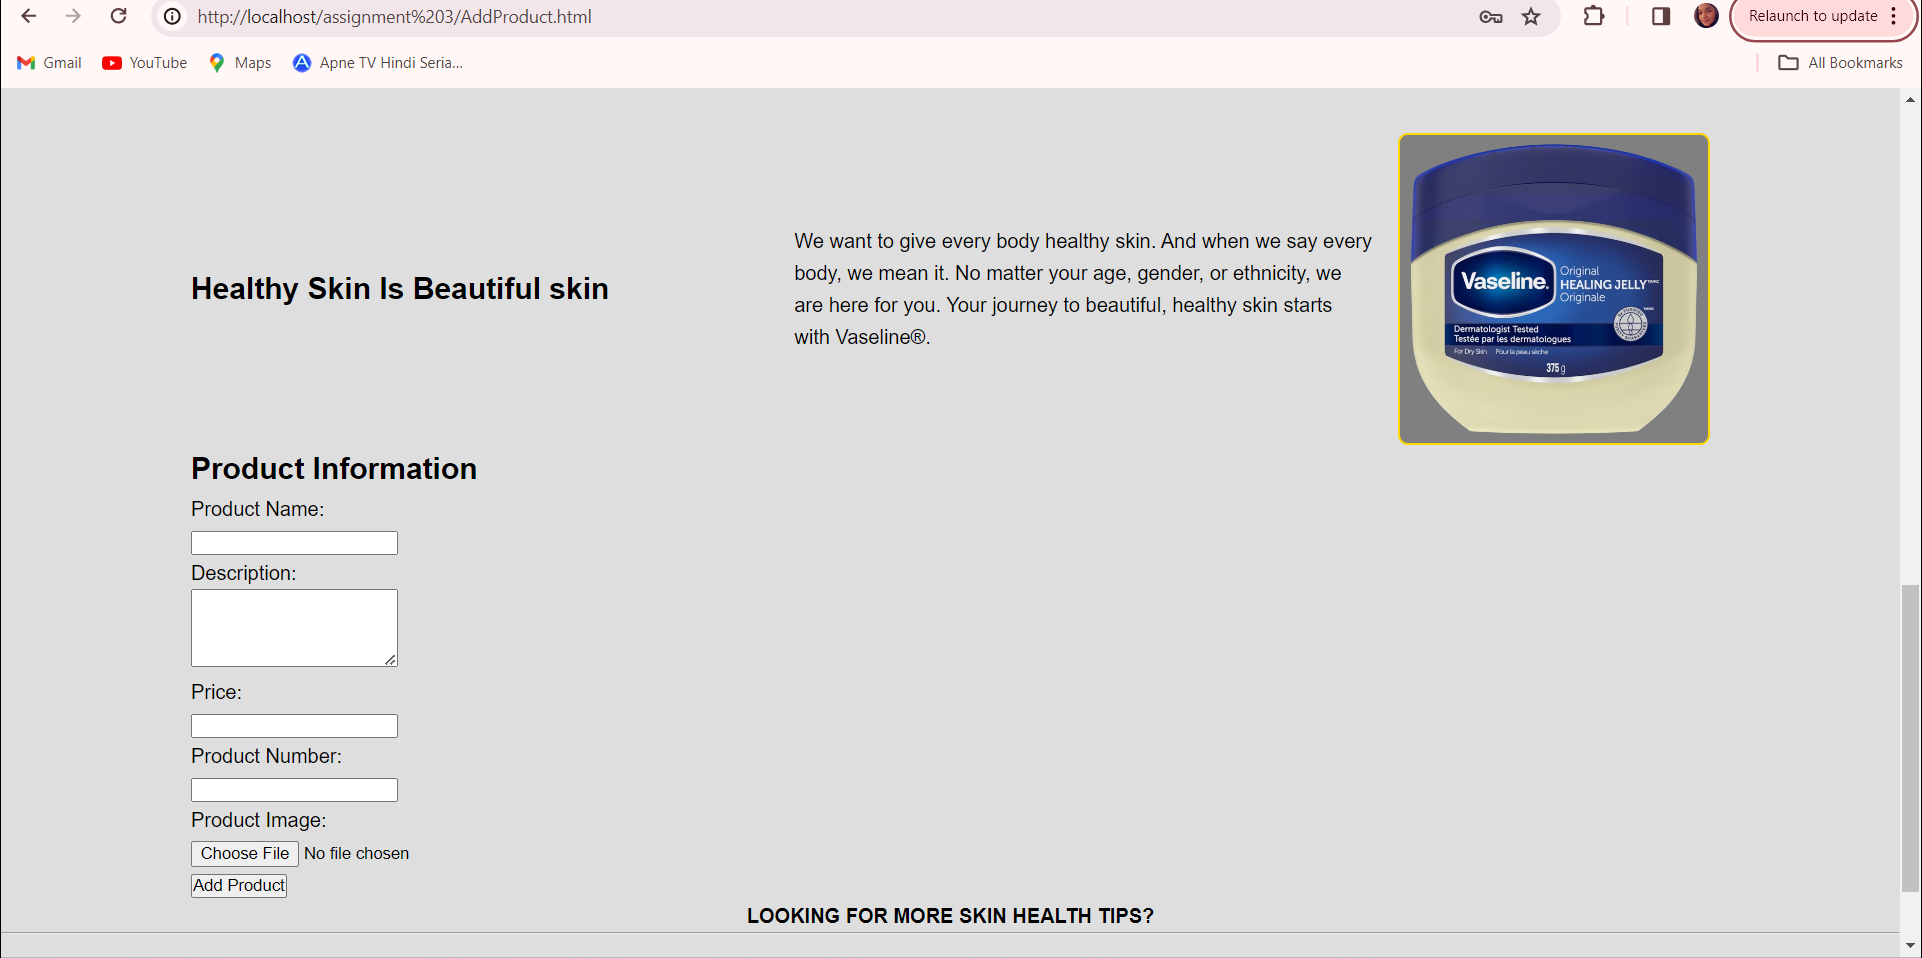 http://localhost/assignment%203/AddProduct.html
Relaunch to update
Gmail
YouTube
Maps
Apne TV Hindi Seria...
All Bookmarks
Healthy Skin Is Beautiful skin
We want to give every body healthy skin. And when we say every
body, we mean it. No matter your age, gender, or ethnicity, we
are here for you. Your journey to beautiful, healthy skin starts
with Vaseline®.
Vaseline.
Original
HEALING JELLY
Originale
Dermatologist Tested
Testée par les dermatologues
For Dry Skin Pour la peau sèche
375 g
Product Information
Product Name:
Description:
Price:
Product Number:
Product Image:
Choose File No file chosen
Add Product
LOOKING FOR MORE SKIN HEALTH TIPS?